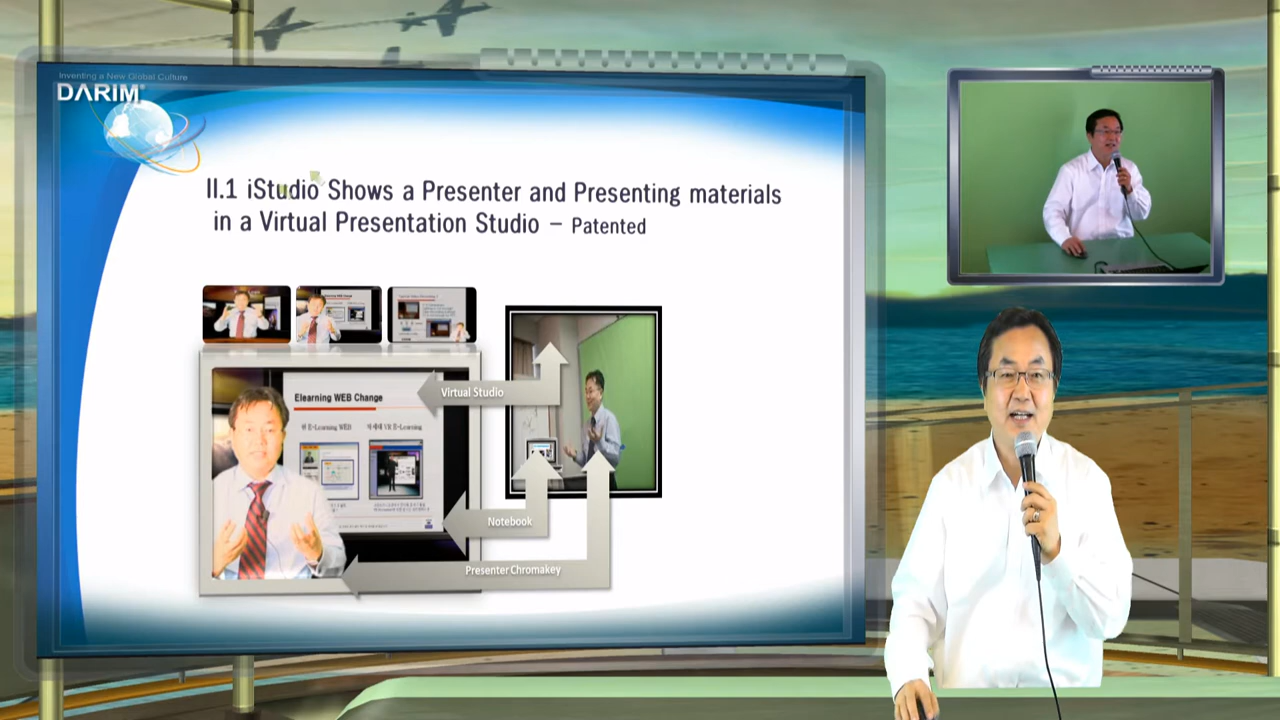 Inventing a New Global Culture
DARIM
II.1 iStudio Shows a Presenter and Presenting materials
in a Virtual Presentation Studio – Patented
Elearning WEB Change
Virtual Studio
Notebook
Presenter Chromakey